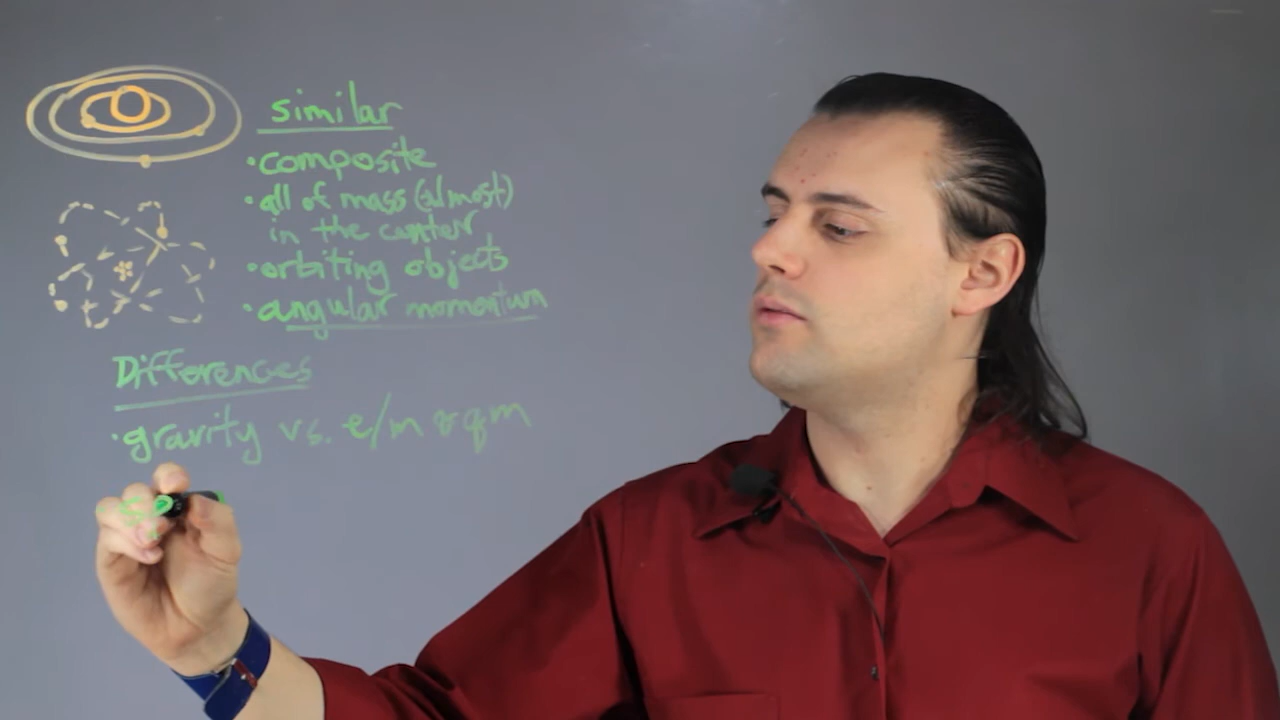 similar
• composite
• all of mass (almost)
in the center
• orbiting objects
• angular momentum
Differences
• gravity vs. e/m & qm